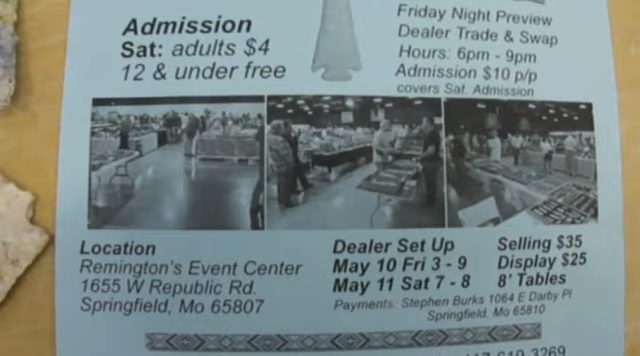 Admission
Sat: adults $4
12 & under free
Friday Night Preview
Dealer Trade & Swap
Hours: 6pm - 9pm
Admission $10 p/p
covers Sat. Admission
Location
Remington's Event Center
1655 W Republic Rd.
Springfield, Mo 65807
Dealer Set Up
May 10 Fri 3 - 9
May 11 Sat 7 - 8
Selling $35
Display $25
8' Tables
Payments: Stephen Burks 1064 E Darby Pl
Springfield, Mo 65810